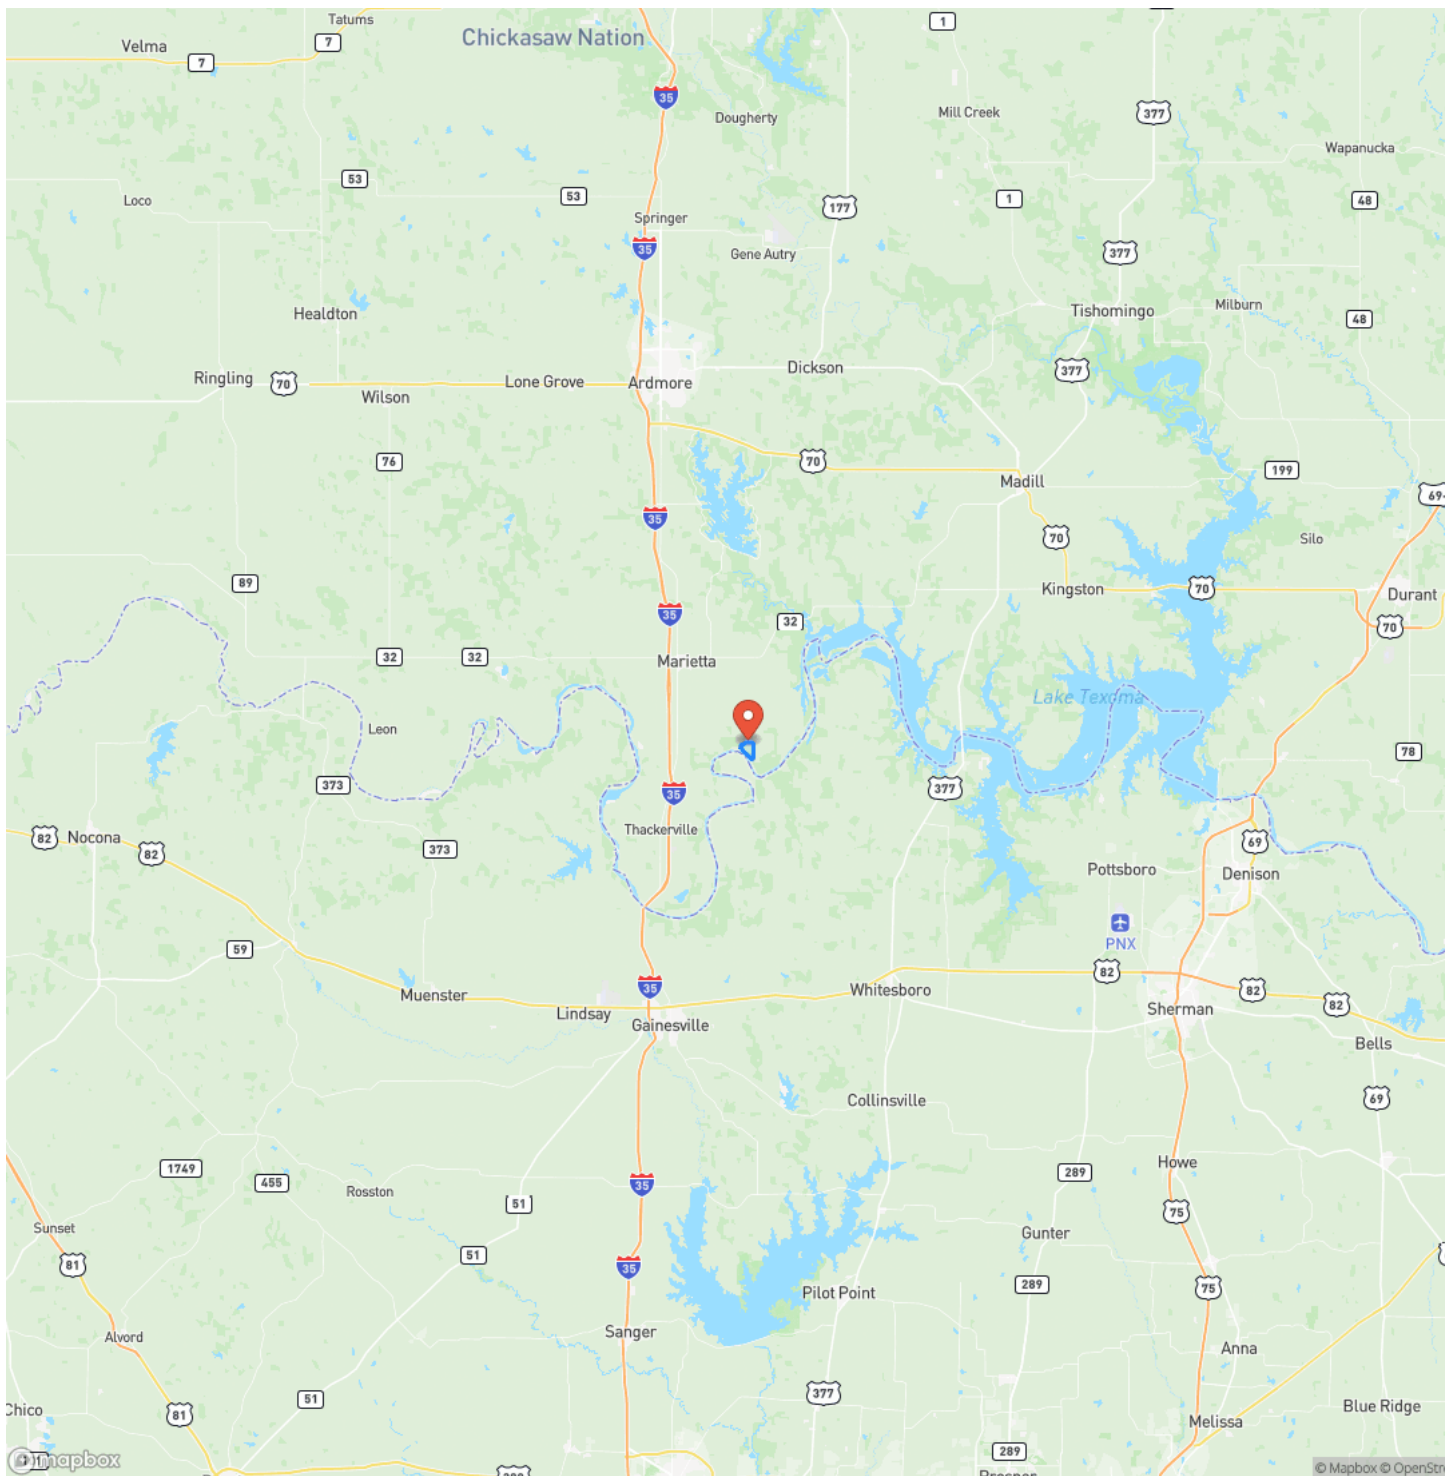 Tatums
1
Velma
7
7
Chickasaw Nation
35
Dougherty
Mill Creek
377
Wapanucka
53
53
1
48
Loco
177
Springer
35
Gene Autry
377
Healdton
Tishomingo
Milburn
48
Ringling
70
Wilson
Lone Grove
Ardmore
Dickson
377
76
70
Madill
199
69
35
70
Silo
89
Kingston
70
Durant
35
32
70
32
32
Marietta
Lake Texoma
Leon
78
373
35
377
Nocona
82
82
373
Thackerville
69
Pottsboro
Denison
59
PNX
82
35
Muenster
Lindsay
Gainesville
Whitesboro
82
82
Sherman
Bells
Collinsville
69
1749
455
Rosston
51
35
289
Howe
75
Sunset
81
51
35
Gunter
289
75
Pilot Point
Alvord
Sanger
Anna
51
377
Chico
81
Blue Ridge
Melissa
289
mapbox
© Mapbox © OpenStre